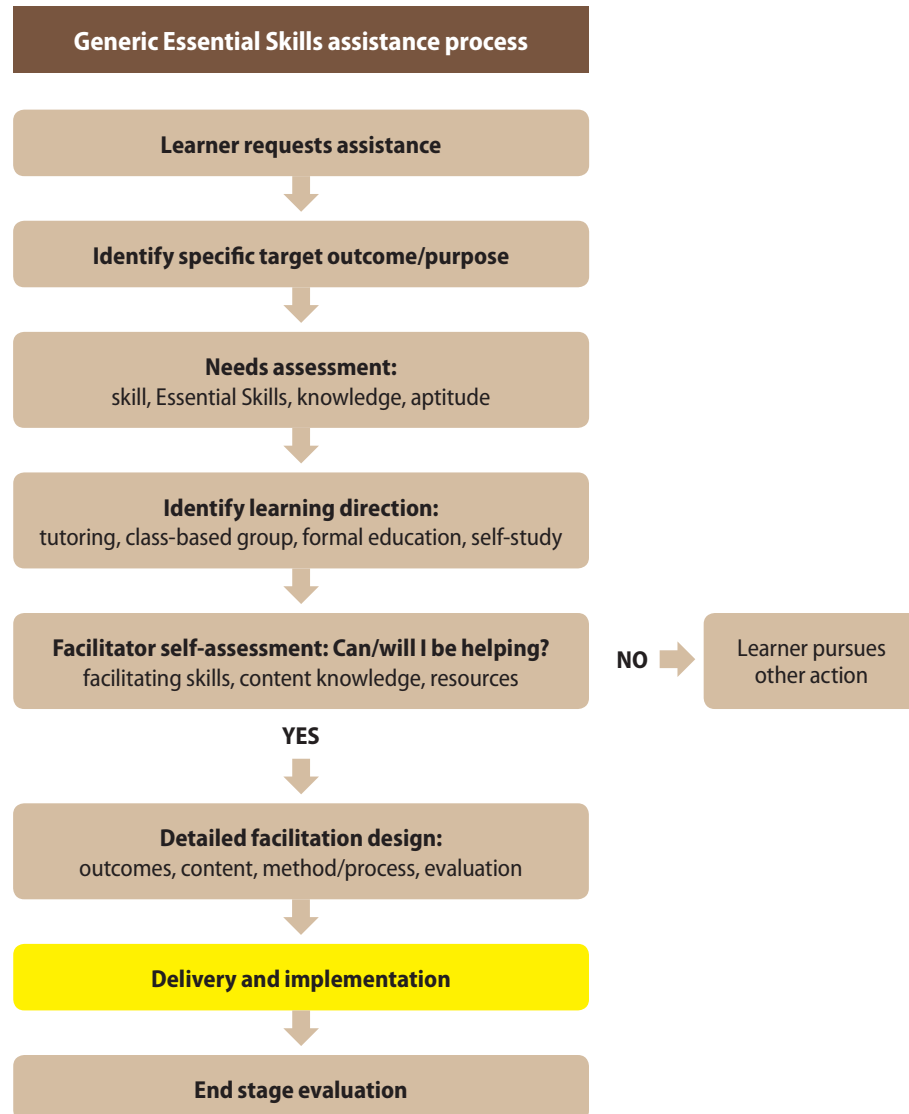 Generic Essential Skills assistance process
Learner requests assistance
Identify specific target outcome/purpose
Needs assessment:
skill, Essential Skills, knowledge, aptitude
Identify learning direction:
tutoring, class-based group, formal education, self-study
Facilitator self-assessment: Can/will I be helping?
facilitating skills, content knowledge, resources
NO
Learner pursues
other action
YES
Detailed facilitation design:
outcomes, content, method/process, evaluation
Delivery and implementation
End stage evaluation